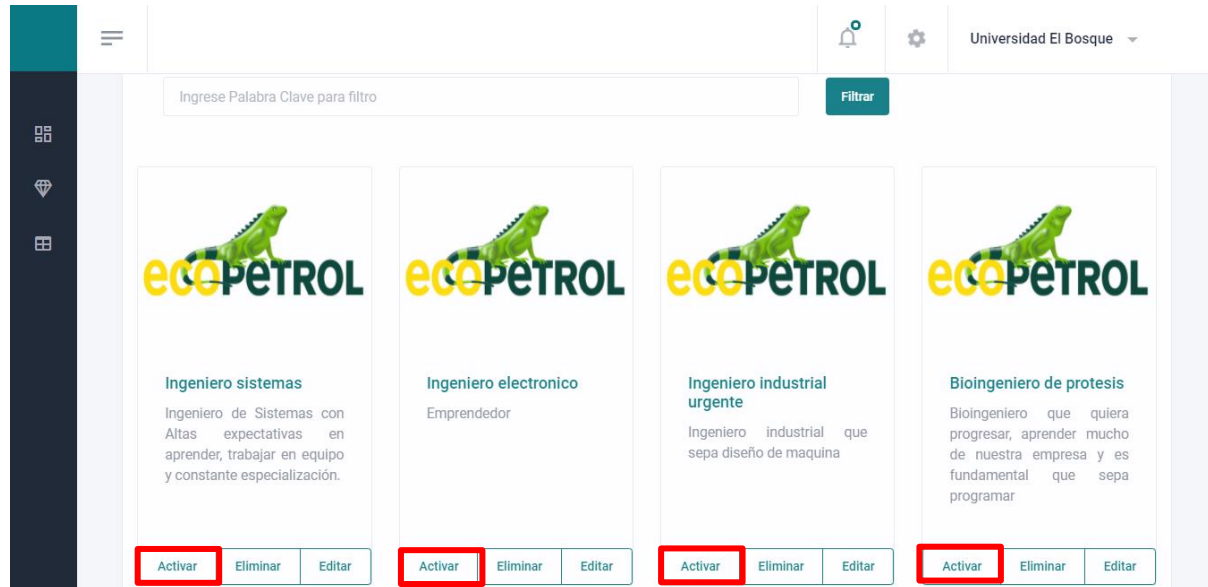 Universidad El Bosque
Ingrese Palabra Clave para filtro
Filtrar
ecopeTROL
ecopeTROL
ecopeTROL
ecopeTROL
Ingeniero sistemas
Ingeniero de Sistemas con
Altas expectativas en
aprender, trabajar en equipo
y constante especialización.
Ingeniero electronico
Emprendedor
Ingeniero industrial
urgente
Ingeniero industrial que
sepa diseño de maquina
Bioingeniero de protesis
Bioingeniero que quiera
progresar, aprender mucho
de nuestra empresa y es
fundamental que sepa
programar
Activar Eliminar Editar
Activar Eliminar Editar
Activar Eliminar Editar
Activar Eliminar Editar